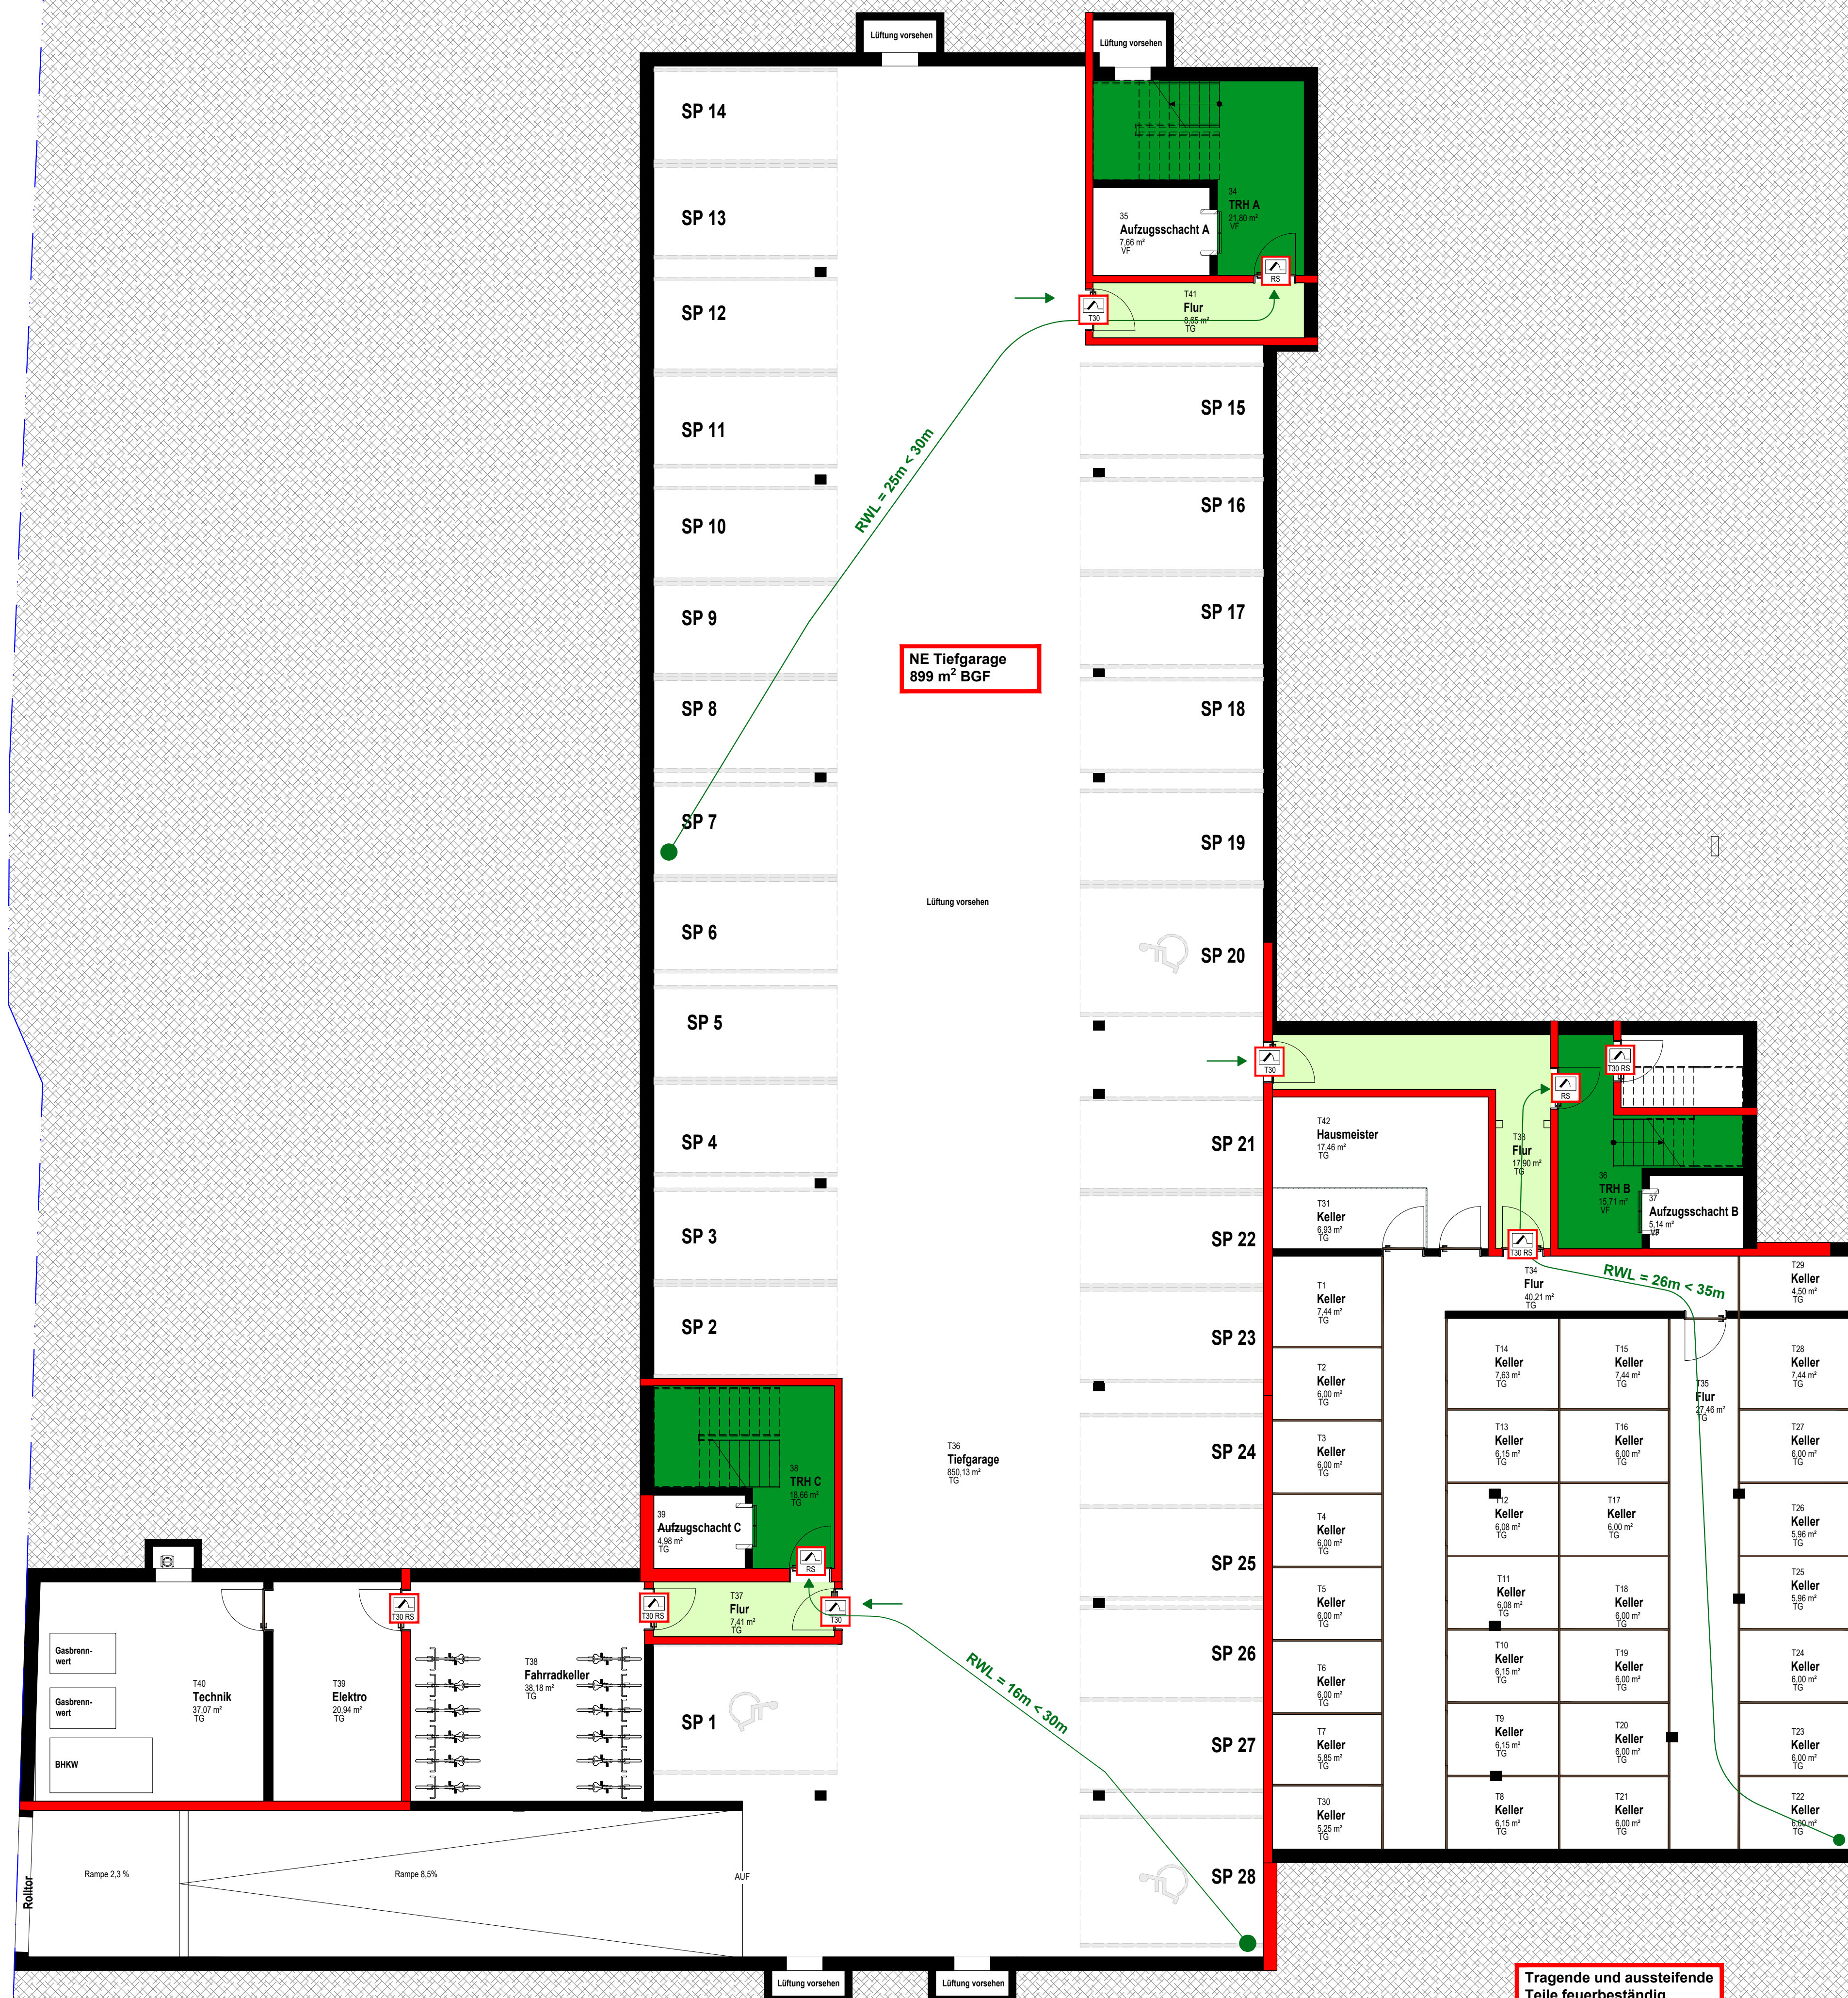 Lüftung vorsehen
Lüftung vorsehen
SP 14
SP 13
SP 12
SP 11
SP 10
SP 9
SP 8
SP 7
SP 6
SP 5
SP 4
SP 3
SP 2
34
TRH A
21,80 m²
VF
35
Aufzugsschacht A
7,66 m²
VF
RS
T41
Flur
8,65 m²
TG
T30
SP 15
SP 16
SP 17
SP 18
SP 19
SP 20
RWL = 25m < 30m
NE Tiefgarage
899 m² BGF
Lüftung vorsehen
T30
T30 RS
RS
T33
Flur
17,90 m²
TG
T42
Hausmeister
17,46 m²
TG
T31
Keller
6,93 m²
TG
36
TRH B
15,71 m²
VF
37
Aufzugsschacht B
5,14 m²
VF
T30 RS
SP 21
SP 22
SP 23
SP 24
SP 25
SP 26
SP 27
SP 28
T34
Flur
40,21 m²
TG
RWL = 26m < 35m
T29
Keller
4,50 m²
TG
T1
Keller
7,44 m²
TG
T2
Keller
6,00 m²
TG
T3
Keller
6,00 m²
TG
T4
Keller
6,00 m²
TG
T5
Keller
6,00 m²
TG
T6
Keller
6,00 m²
TG
T7
Keller
5,85 m²
TG
T30
Keller
5,25 m²
TG
T14
Keller
7,63 m²
TG
T13
Keller
6,15 m²
TG
T12
Keller
6,08 m²
TG
T11
Keller
6,08 m²
TG
T10
Keller
6,15 m²
TG
T9
Keller
6,15 m²
TG
T8
Keller
6,15 m²
TG
T15
Keller
7,44 m²
TG
T16
Keller
6,00 m²
TG
T17
Keller
6,00 m²
TG
T18
Keller
6,00 m²
TG
T19
Keller
6,00 m²
TG
T20
Keller
6,00 m²
TG
T21
Keller
6,00 m²
TG
T35
Flur
27,46 m²
TG
T28
Keller
7,44 m²
TG
T27
Keller
6,00 m²
TG
T26
Keller
5,96 m²
TG
T25
Keller
5,96 m²
TG
T24
Keller
6,00 m²
TG
T23
Keller
6,00 m²
TG
T22
Keller
6,00 m²
TG
T36
Tiefgarage
850,13 m²
TG
38
TRH C
18,66 m²
TG
39
Aufzugschacht C
4,98 m²
TG
RS
T37
Flur
7,41 m²
TG
T30 RS
T30
T30 RS
RWL = 16m < 30m
SP 1
T38
Fahrradkeller
38,18 m²
TG
T39
Elektro
20,94 m²
TG
T40
Technik
37,07 m²
TG
Gasbrenn-
wert
Gasbrenn-
wert
BHKW
Rolltor
Rampe 2,3 %
Rampe 8,5%
AUF
Lüftung vorsehen
Lüftung vorsehen
Tragende und aussteifende
Teile feuerbeständig